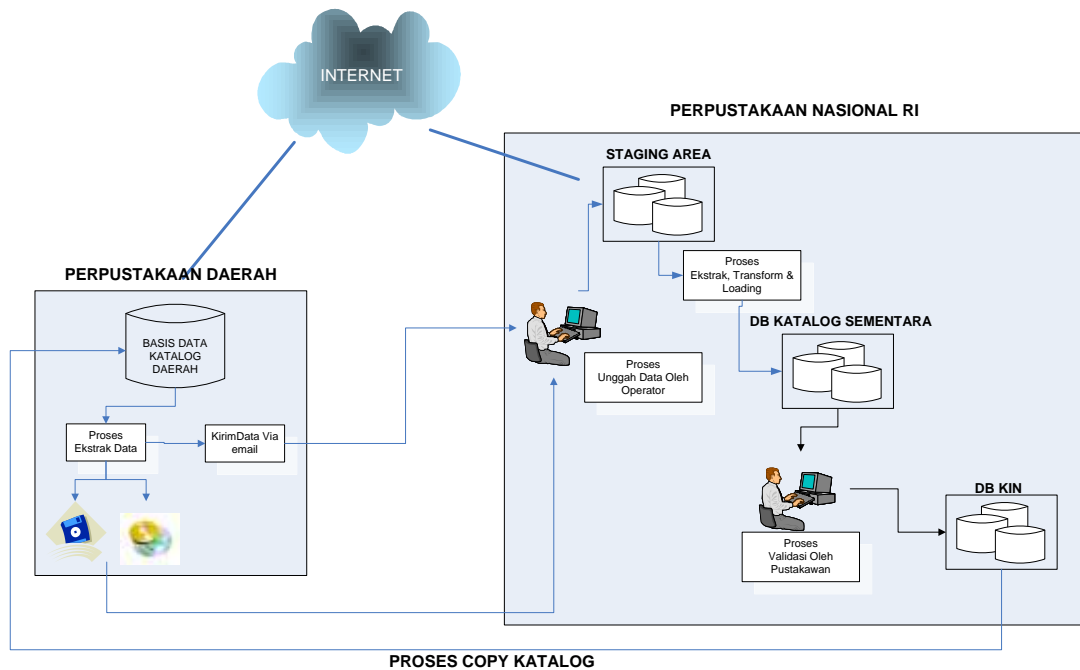 INTERNET
PERPUSTAKAAN NASIONAL RI
STAGING AREA
Proses
Ekstrak, Transform &
Loading
PERPUSTAKAAN DAERAH
BASIS DATA
KATALOG
DAERAH
DB KATALOG SEMENTARA
Proses
Unggah Data Oleh
Operator
Proses
Ekstrak Data
KirimData Via
email
DB KIN
Proses
Validasi Oleh
Pustakawan
PROSES COPY KATALOG